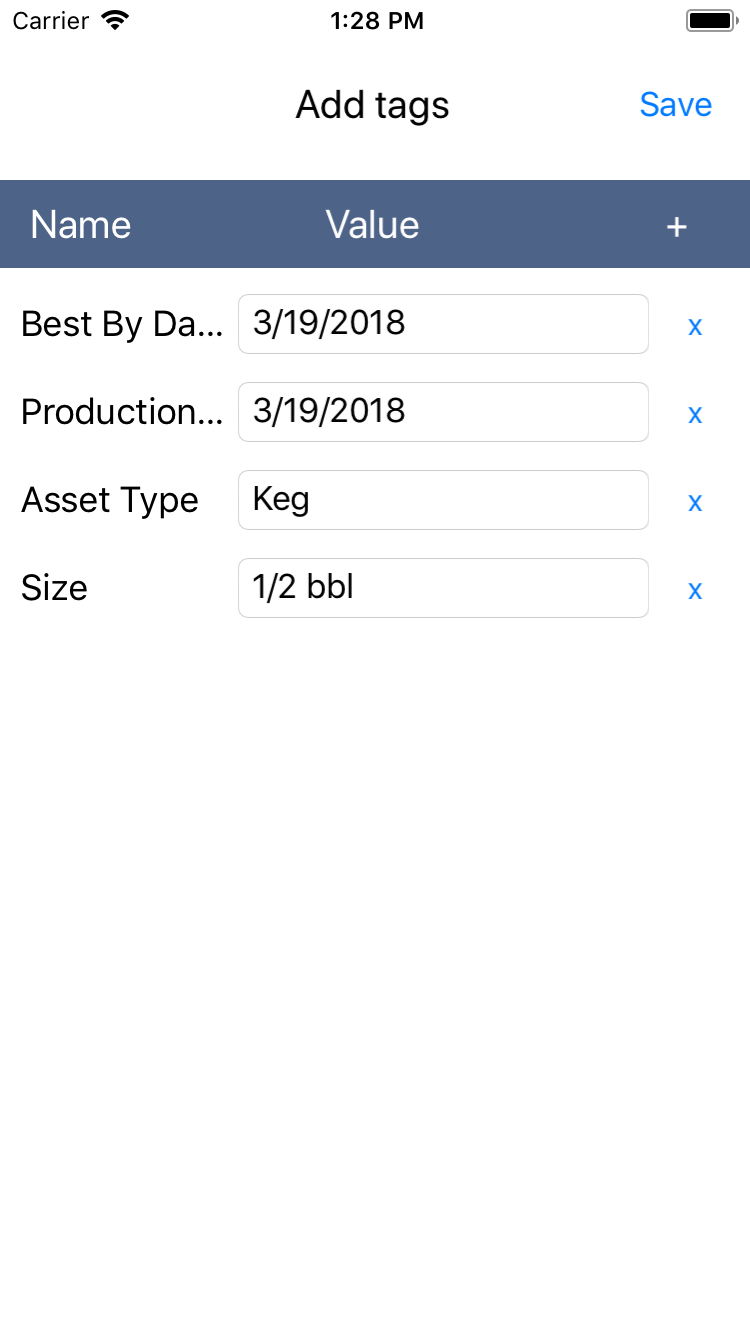 Carrier 1:28 PM
Add tags Save
Name Value +
Best By Da... 3/19/2018 x
Production... 3/19/2018 x
Asset Type Keg x
Size 1/2 bbl x